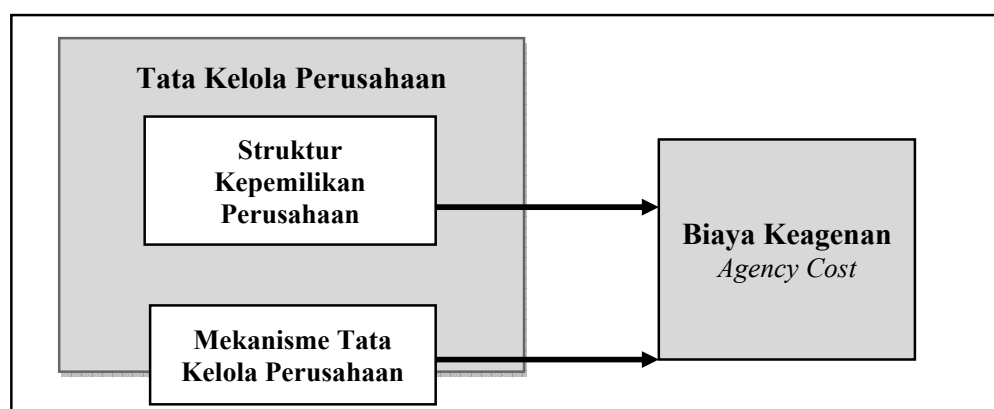 Tata Kelola Perusahaan
Struktur
Kepemilikan
Perusahaan
Biaya Keagenan
Agency Cost
Mekanisme Tata
Kelola Perusahaan